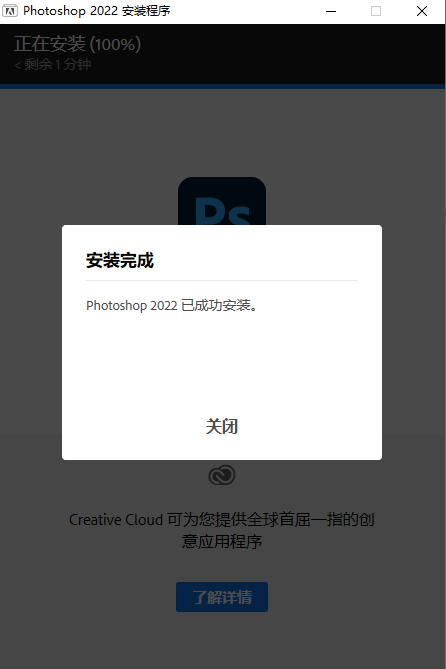 Photoshop 2022 安装程序
正在安装 (100%)
< 剩余 1 分钟
Ps
安装完成
Photoshop 2022 已成功安装。
关闭
Creative Cloud 可为您提供全球首屈一指的创
意应用程序
了解详情